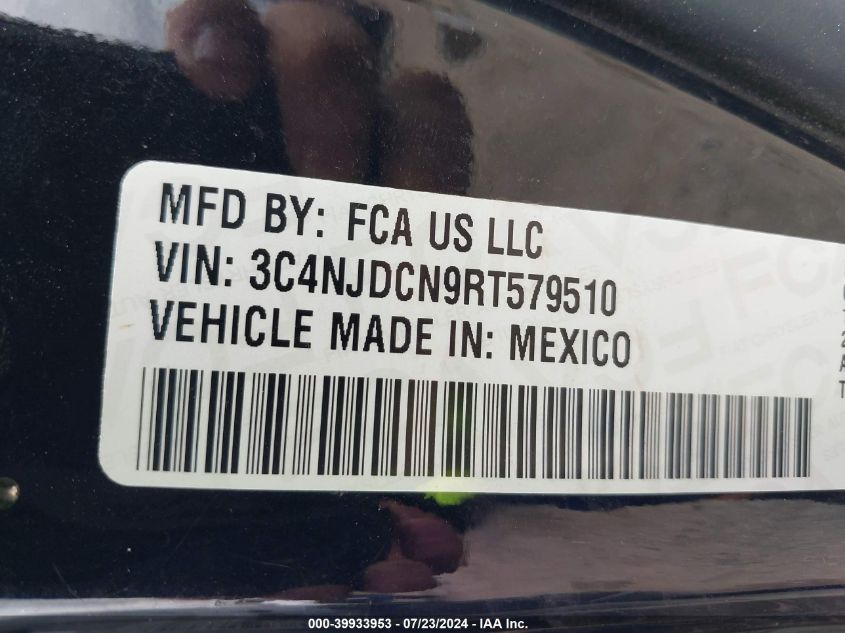 MFD BY: FCA US LLC
VIN: 3C4NJDCN9RT579510
VEHICLE MADE IN: MEXICO
000-39933953 - 07/23/2024 - IAA Inc.